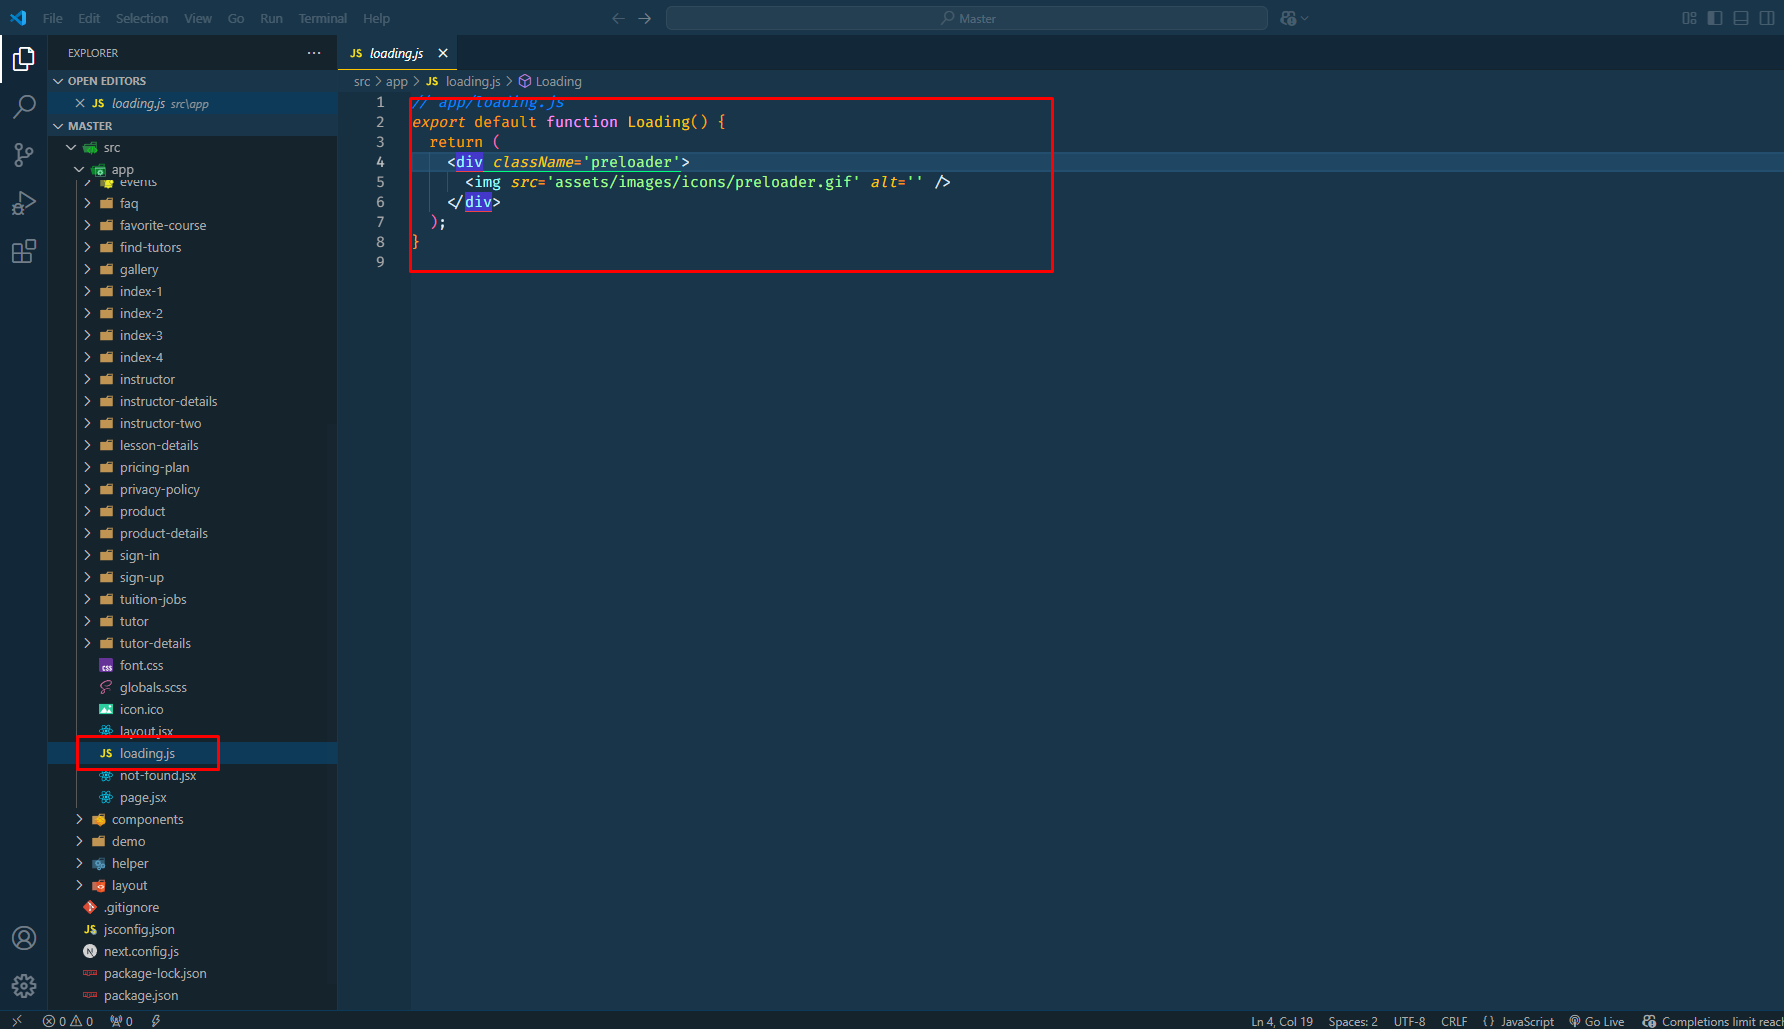 File Edit Selection View Go Run Terminal Help
Master
EXPLORER
OPEN EDITORS
JS loading.js src\app
MASTER
src
app
events
faq
favorite-course
find-tutors
gallery
index-1
index-2
index-3
index-4
instructor
instructor-details
instructor-two
lesson-details
pricing-plan
privacy-policy
product
product-details
sign-in
sign-up
tuition-jobs
tutor
tutor-details
css font.css
globals.scss
icon.ico
layout.jsx
JS loading.js
not-found.jsx
page.jsx
components
demo
helper
layout
.gitignore
JS jsconfig.json
N next.config.js
package-lock.json
package.json
JS loading.js
src > app > JS loading.js > Loading
1 // app/loading.js
2 export default function Loading() {
3 return (
4 <div className='preloader'>
5 <img src='assets/images/icons/preloader.gif' alt='' />
6 </div>
7 );
8 }
9
0 0 0 Ln 4, Col 19 Spaces: 2 UTF-8 CRLF {} JavaScript Go Live Completions limit reac